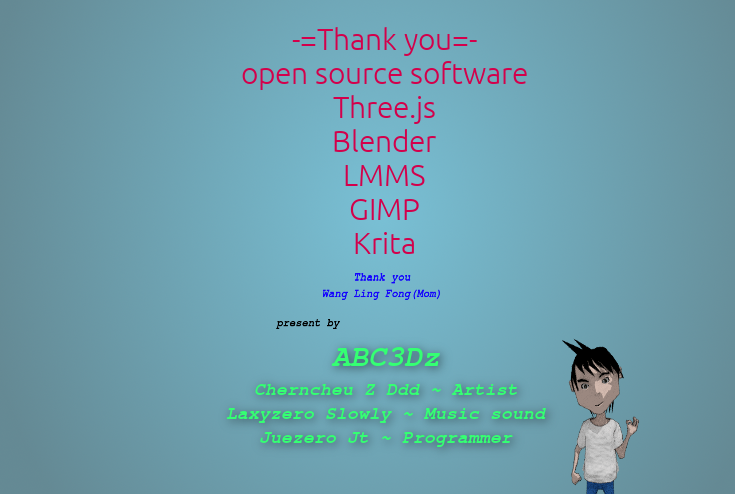 -=Thank you=-
open source software
Three.js
Blender
LMMS
GIMP
Krita
Thank you
Wang Ling Fong(Mom)
present by
ABC3Dz
Cherncheu Z Ddd ~ Artist
Laxyzero Slowly ~ Music sound
Juezero Jt ~ Programmer